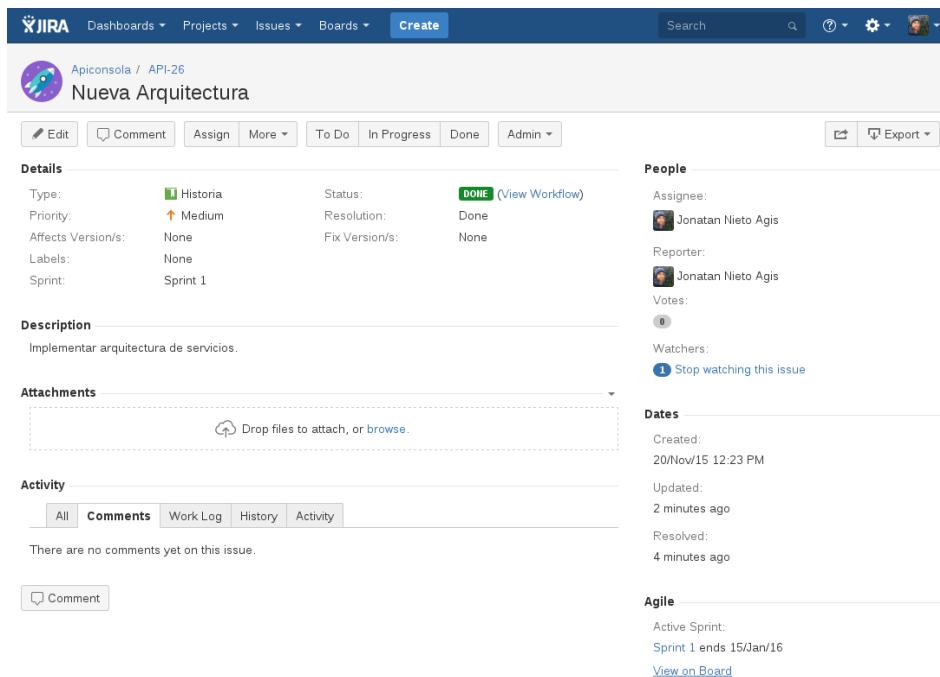 JIRA Dashboards Projects Issues Boards Create Search
Apiconsola / API-26
Nueva Arquitectura
Edit Comment Assign More To Do In Progress Done Admin Export
Details
Type: Historia Status: DONE (View Workflow)
Priority: Medium Resolution: Done
Affects Version/s: None Fix Version/s: None
Labels: None
Sprint: Sprint 1
Description
Implementar arquitectura de servicios.
Attachments
Drop files to attach, or browse.
Activity
All Comments Work Log History Activity
There are no comments yet on this issue.
Comment
People
Assignee:
Jonatan Nieto Agis
Reporter:
Jonatan Nieto Agis
Votes:
0
Watchers:
1 Stop watching this issue
Dates
Created:
20/Nov/15 12:23 PM
Updated:
2 minutes ago
Resolved:
4 minutes ago
Agile
Active Sprint:
Sprint 1 ends 15/Jan/16
View on Board